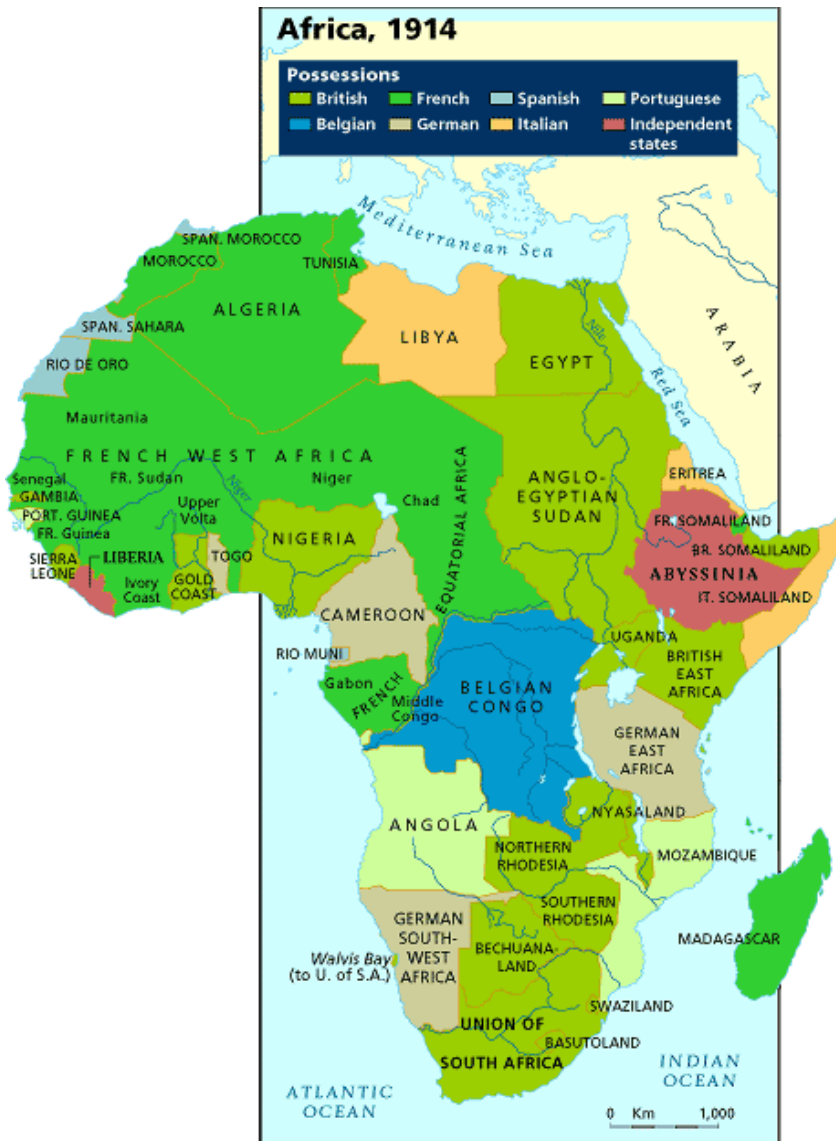 Africa, 1914
Possessions
British
French
Spanish
Portuguese
Belgian
German
Italian
Independent
states
Mediterranean Sea
SPAN. MOROCCO
MOROCCO
TUNISIA
ALGERIA
LIBYA
EGYPT
Nile
Red Sea
ARABIA
SPAN. SAHARA
RIO DE ORO
Mauritania
FRENCH WEST AFRICA
Senegal
FR. Sudan
Niger
Niger
GAMBIA
PORT. GUINEA
FR. Guinea
Upper
Volta
SIERRA
LEONE
LIBERIA
Ivory
Coast
GOLD
COAST
TOGO
NIGERIA
Chad
EQUATORIAL AFRICA
ANGLO-
EGYPTIAN
SUDAN
ERITREA
FR. SOMALILAND
BR. SOMALILAND
ABYSSINIA
IT. SOMALILAND
CAMEROON
RIO MUNI
Gabon
FRENCH
Middle
Congo
BELGIAN
CONGO
UGANDA
BRITISH
EAST
AFRICA
GERMAN
EAST
AFRICA
ANGOLA
NYASALAND
NORTHERN
RHODESIA
MOZAMBIQUE
SOUTHERN
RHODESIA
GERMAN
SOUTH-
WEST
AFRICA
BECHUANA-
LAND
MADAGASCAR
Walvis Bay
(to U. of S.A.)
SWAZILAND
UNION OF
SOUTH AFRICA
BASUTOLAND
ATLANTIC
OCEAN
INDIAN
OCEAN
0 Km 1,000